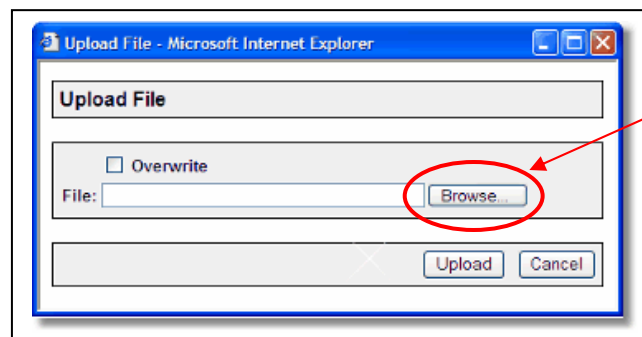 Upload File - Microsoft Internet Explorer
Upload File
Overwrite
File: Browse...
Upload Cancel